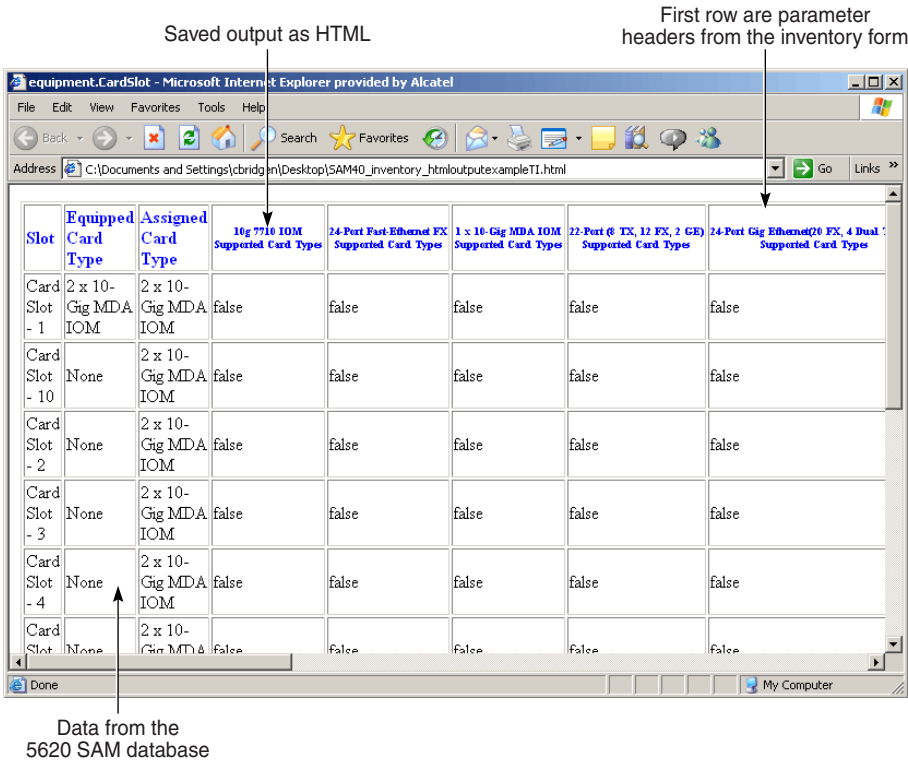 Saved output as HTML
First row are parameter
headers from the inventory form
equipment.CardSlot - Microsoft Internet Explorer provided by Alcatel
File Edit View Favorites Tools Help
Back Search Favorites
Address C:\Documents and Settings\cbridgen\Desktop\SAM40_inventory_htmloutputexampleTI.html Go Links »
Slot
Equipped
Card
Type
Assigned
Card
Type
10g 7710 IOM
Supported Card Types
24-Port Fast-Ethernet FX
Supported Card Types
1 x 10-Gig MDA IOM
Supported Card Types
22-Port (8 TX, 12 FX, 2 GE)
Supported Card Types
24-Port Gig Ethernet(20 FX, 4 Dual
Supported Card Types
Card
Slot
- 1
2 x 10-
Gig MDA
IOM
2 x 10-
Gig MDA
IOM
false false false false false
Card
Slot
- 10
None
2 x 10-
Gig MDA
IOM
false false false false false
Card
Slot
- 2
None
2 x 10-
Gig MDA
IOM
false false false false false
Card
Slot
- 3
None
2 x 10-
Gig MDA
IOM
false false false false false
Card
Slot
- 4
None
2 x 10-
Gig MDA
IOM
false false false false false
Card
Slot
None
2 x 10-
Gig MDA
false false false false false
Done My Computer
Data from the
5620 SAM database